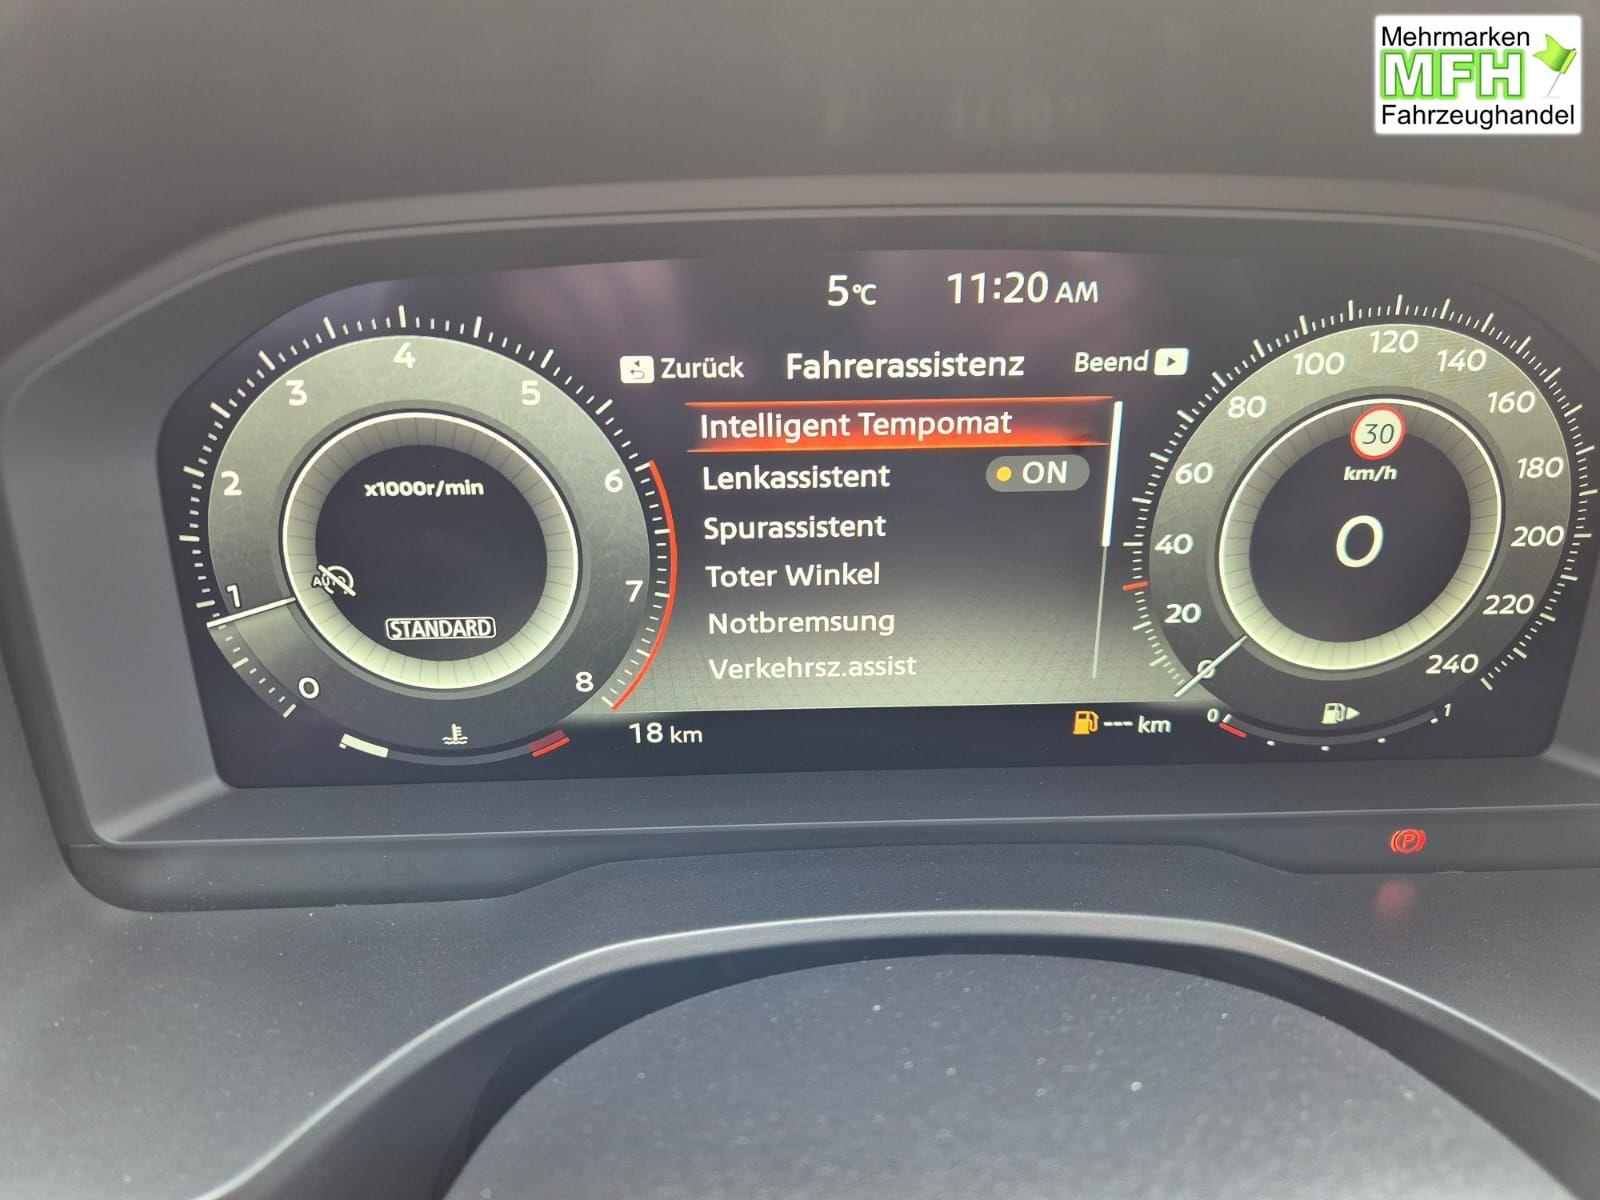 Mehrmarken
MFH
Fahrzeughandel
5°C 11:20 AM
Zurück Fahrerassistenz Beend
Intelligent Tempomat
Lenkassistent ON
Spurassistent
Toter Winkel
Notbremsung
Verkehrsz.assist
18 km
--- km
x1000r/min
AUTO
STANDARD
0 1 2 3 4 5 6 7 8
30
km/h
0
0 20 40 60 80 100 120 140 160 180 200 220 240
0 1
P